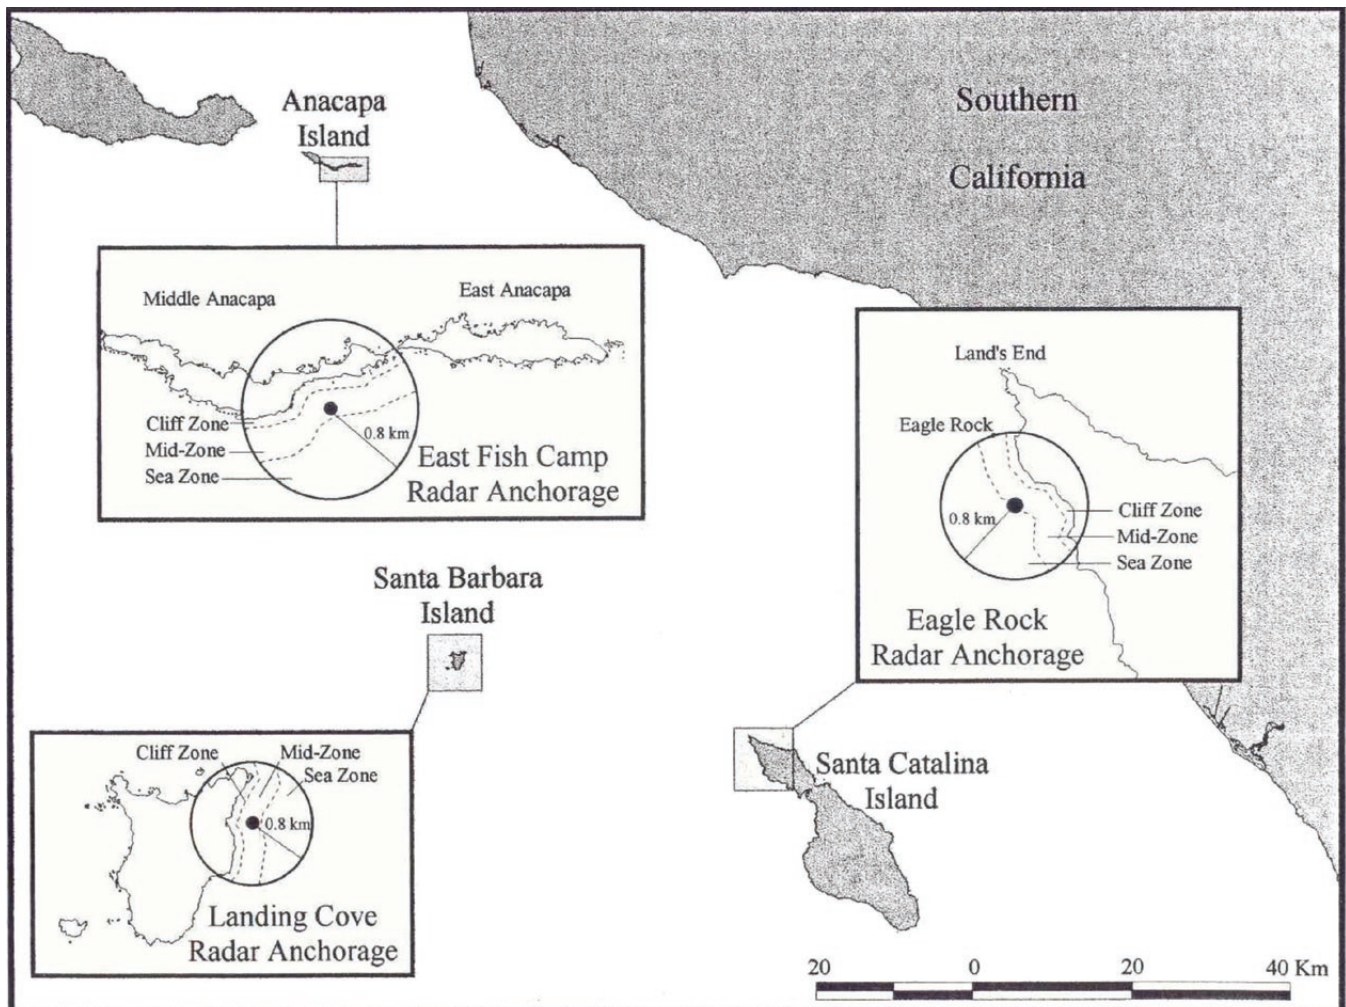 Southern
California
Anacapa
Island
Middle Anacapa
East Anacapa
Cliff Zone
Mid-Zone
Sea Zone
0.8 km
East Fish Camp
Radar Anchorage
Land's End
Eagle Rock
0.8 km
Cliff Zone
Mid-Zone
Sea Zone
Eagle Rock
Radar Anchorage
Santa Barbara
Island
Cliff Zone
Mid-Zone
Sea Zone
0.8 km
Landing Cove
Radar Anchorage
Santa Catalina
Island
20 0 20 40 Km